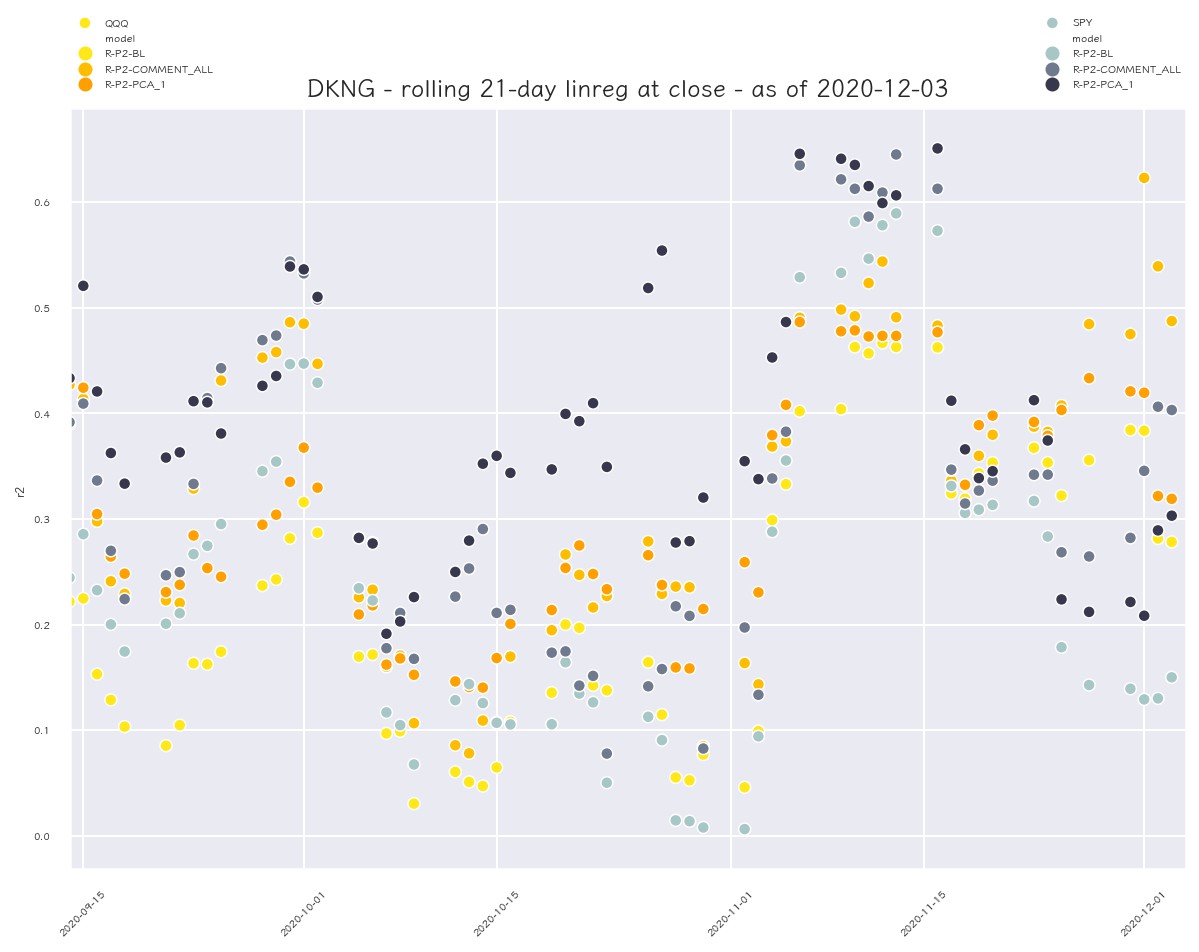 QQQ
model
R-P2-BL
R-P2-COMMENT_ALL
R-P2-PCA_1
SPY
model
R-P2-BL
R-P2-COMMENT_ALL
R-P2-PCA_1
DKNG - rolling 21-day linreg at close - as of 2020-12-03
r2
0.6
0.5
0.4
0.3
0.2
0.1
0.0
2020-09-15
2020-10-01
2020-10-15
2020-11-01
2020-11-15
2020-12-01